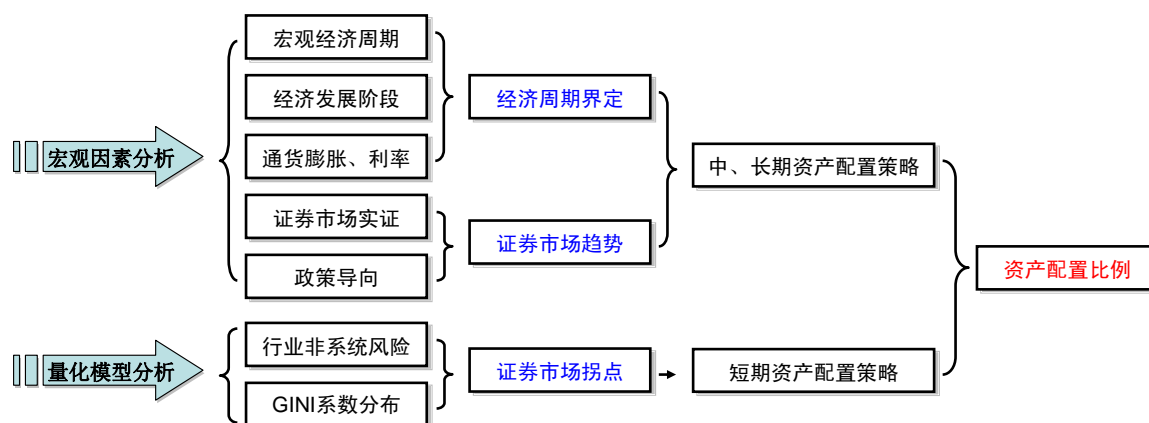 宏观因素分析
宏观经济周期
经济发展阶段
通货膨胀、利率
证券市场实证
政策导向
经济周期界定
证券市场趋势
中、长期资产配置策略
量化模型分析
行业非系统风险
GINI系数分布
证券市场拐点
短期资产配置策略
资产配置比例